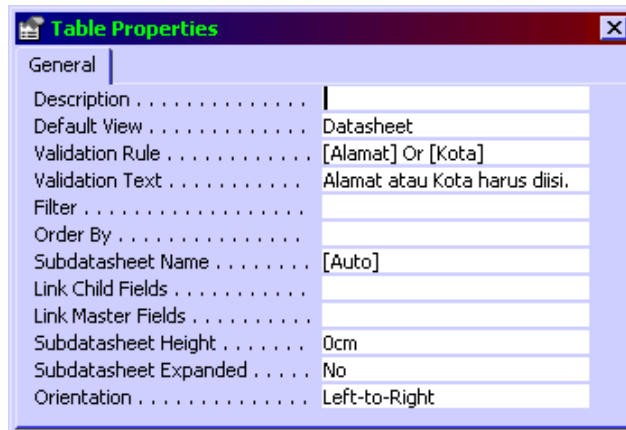 Table Properties
General
Description . . . . . . . . . . . . . . .
Default View . . . . . . . . . . . . . . Datasheet
Validation Rule . . . . . . . . . . . . [Alamat] Or [Kota]
Validation Text . . . . . . . . . . . Alamat atau Kota harus diisi.
Filter . . . . . . . . . . . . . . . . . . .
Order By . . . . . . . . . . . . . . .
Subdatasheet Name . . . . . . . . [Auto]
Link Child Fields . . . . . . . . . . .
Link Master Fields . . . . . . . . . .
Subdatasheet Height . . . . . . . 0cm
Subdatasheet Expanded . . . . . No
Orientation . . . . . . . . . . . . . . Left-to-Right